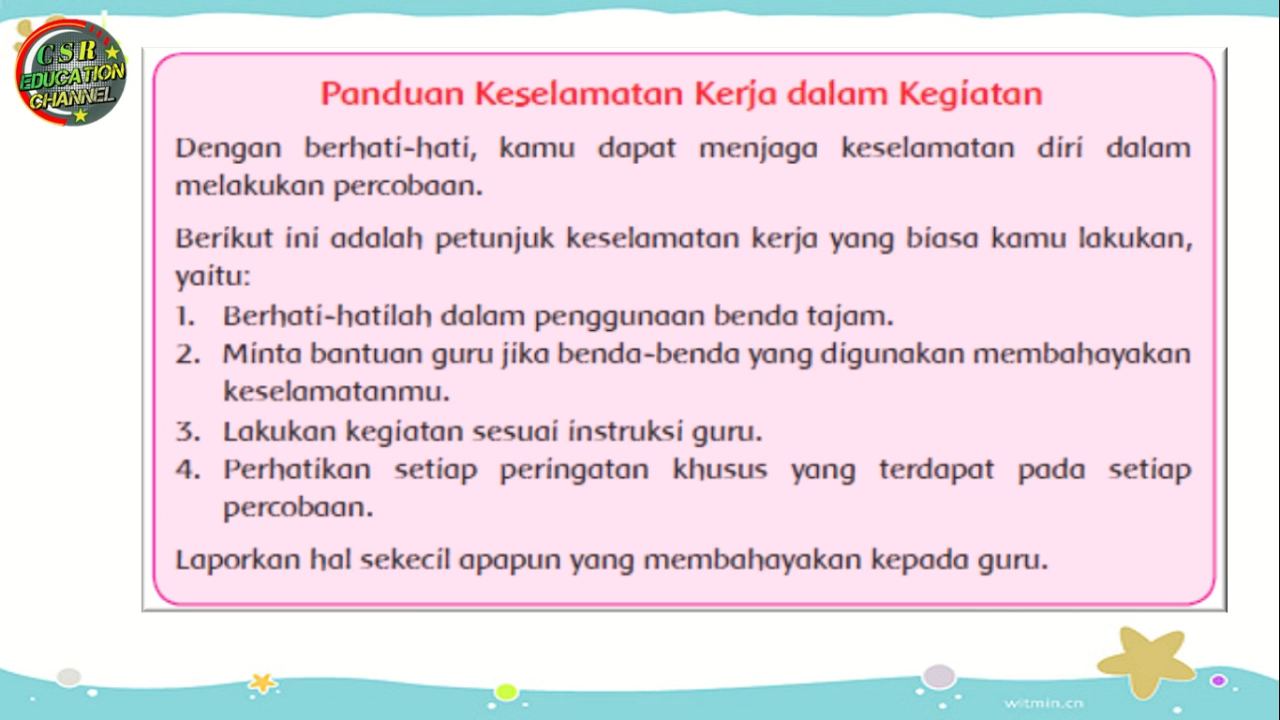 CSR
EDUCATION
CHANNEL
Panduan Keselamatan Kerja dalam Kegiatan
Dengan berhati-hati, kamu dapat menjaga keselamatan diri dalam
melakukan percobaan.
Berikut ini adalah petunjuk keselamatan kerja yang biasa kamu lakukan,
yaitu:
1. Berhati-hatilah dalam penggunaan benda tajam.
2. Minta bantuan guru jika benda-benda yang digunakan membahayakan
keselamatanmu.
3. Lakukan kegiatan sesuai instruksi guru.
4. Perhatikan setiap peringatan khusus yang terdapat pada setiap
percobaan.
Laporkan hal sekecil apapun yang membahayakan kepada guru.
witmin.cn